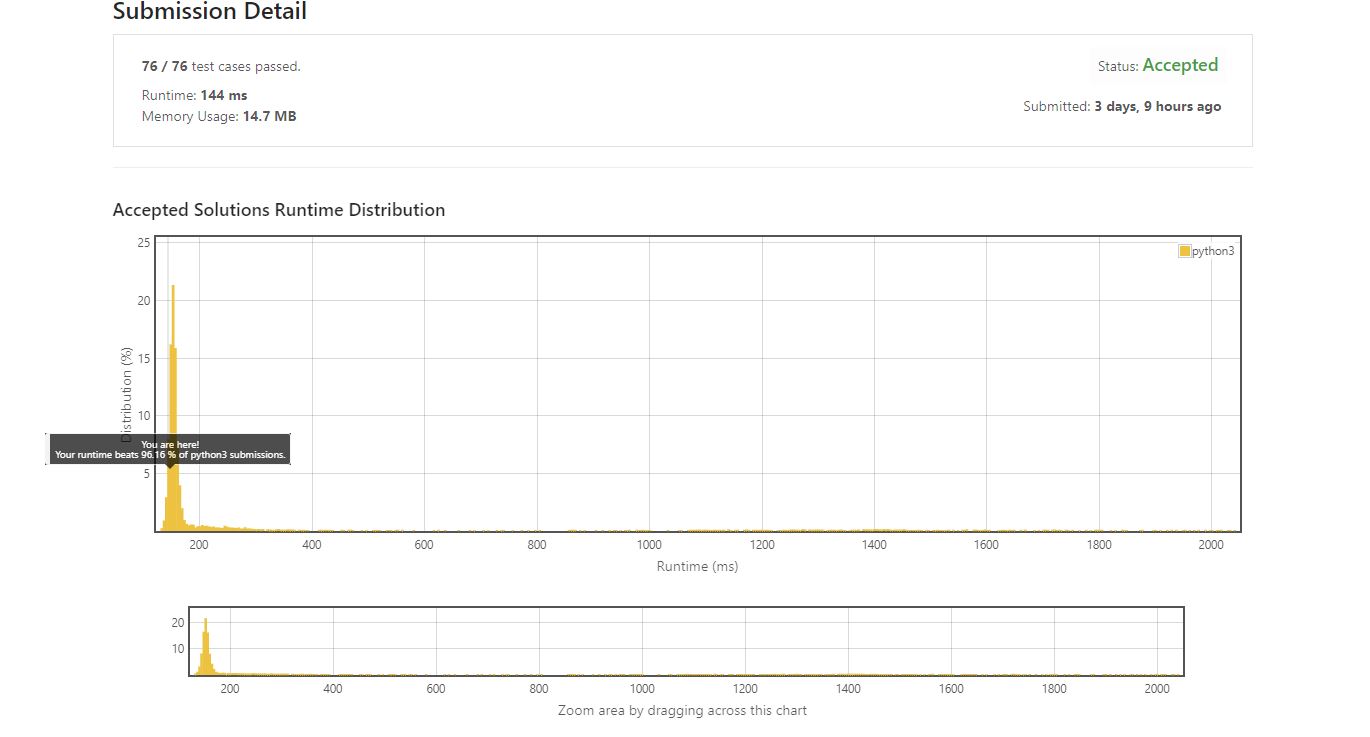 Submission Detail
76 / 76 test cases passed.
Status: Accepted
Runtime: 144 ms
Memory Usage: 14.7 MB
Submitted: 3 days, 9 hours ago
Accepted Solutions Runtime Distribution
25
20
15
10
5
Distribution (%)
python3
You are here!
Your runtime beats 96.16 % of python3 submissions.
200 400 600 800 1000 1200 1400 1600 1800 2000
Runtime (ms)
20
10
200 400 600 800 1000 1200 1400 1600 1800 2000
Zoom area by dragging across this chart